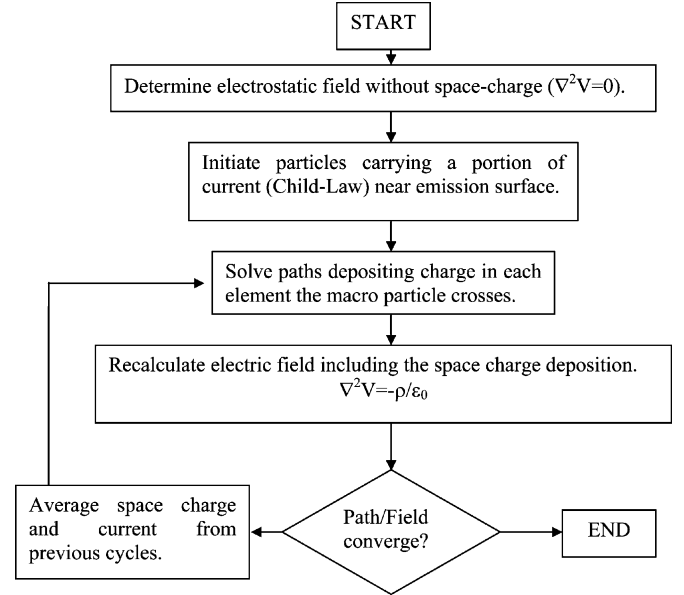 START
Determine electrostatic field without space-charge (∇²V=0).
Initiate particles carrying a portion of
current (Child-Law) near emission surface.
Solve paths depositing charge in each
element the macro particle crosses.
Recalculate electric field including the space charge deposition.
∇²V=-ρ/ε₀
Path/Field
converge?
Average space charge
and current from
previous cycles.
END